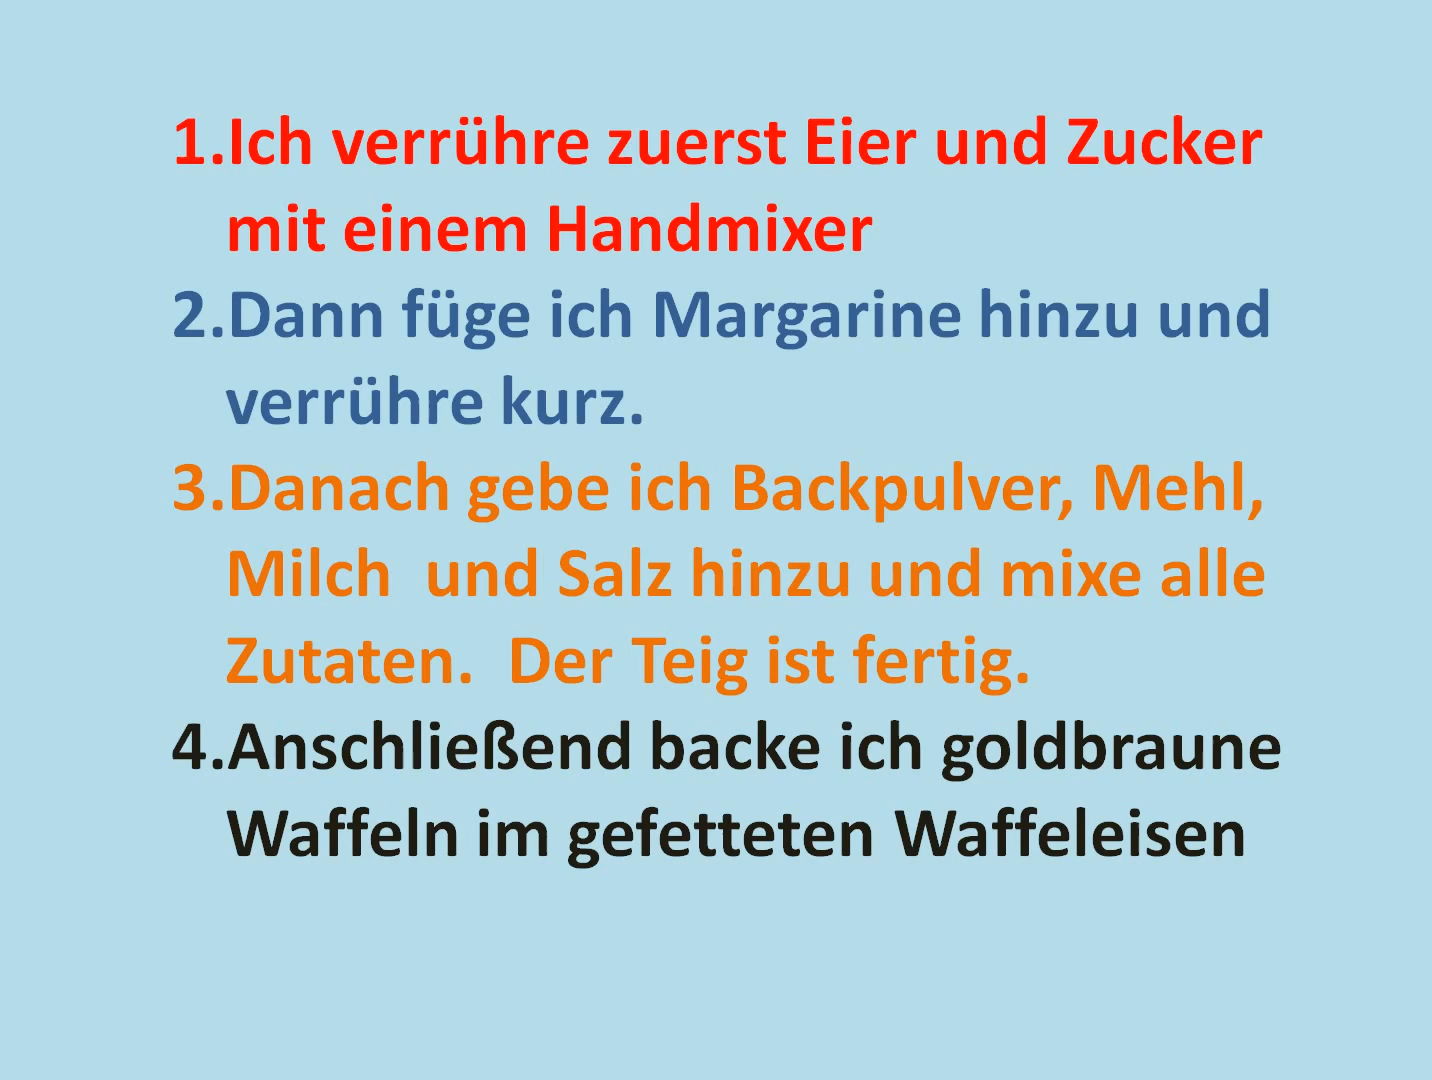 1.Ich verrühre zuerst Eier und Zucker
mit einem Handmixer
2.Dann füge ich Margarine hinzu und
verrühre kurz.
3.Danach gebe ich Backpulver, Mehl,
Milch  und Salz hinzu und mixe alle
Zutaten.  Der Teig ist fertig.
4.Anschließend backe ich goldbraune
Waffeln im gefetteten Waffeleisen